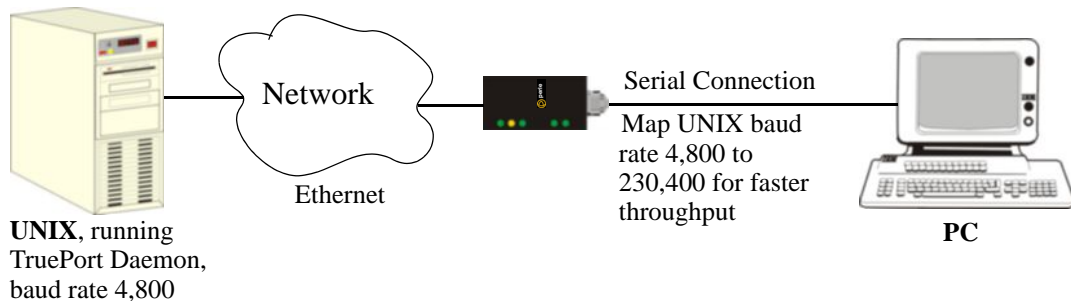 Network
perle
Serial Connection
Map UNIX baud
rate 4,800 to
230,400 for faster
throughput
Ethernet
UNIX, running
TruePort Daemon,
baud rate 4,800
PC